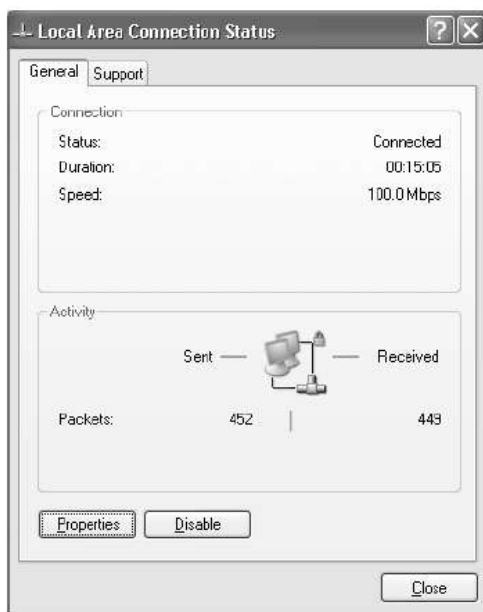 Local Area Connection Status
General Support
Connection
Status: Connected
Duration: 00:15:05
Speed: 100.0 Mbps
Activity
Sent Received
Packets: 452 449
Properties Disable
Close